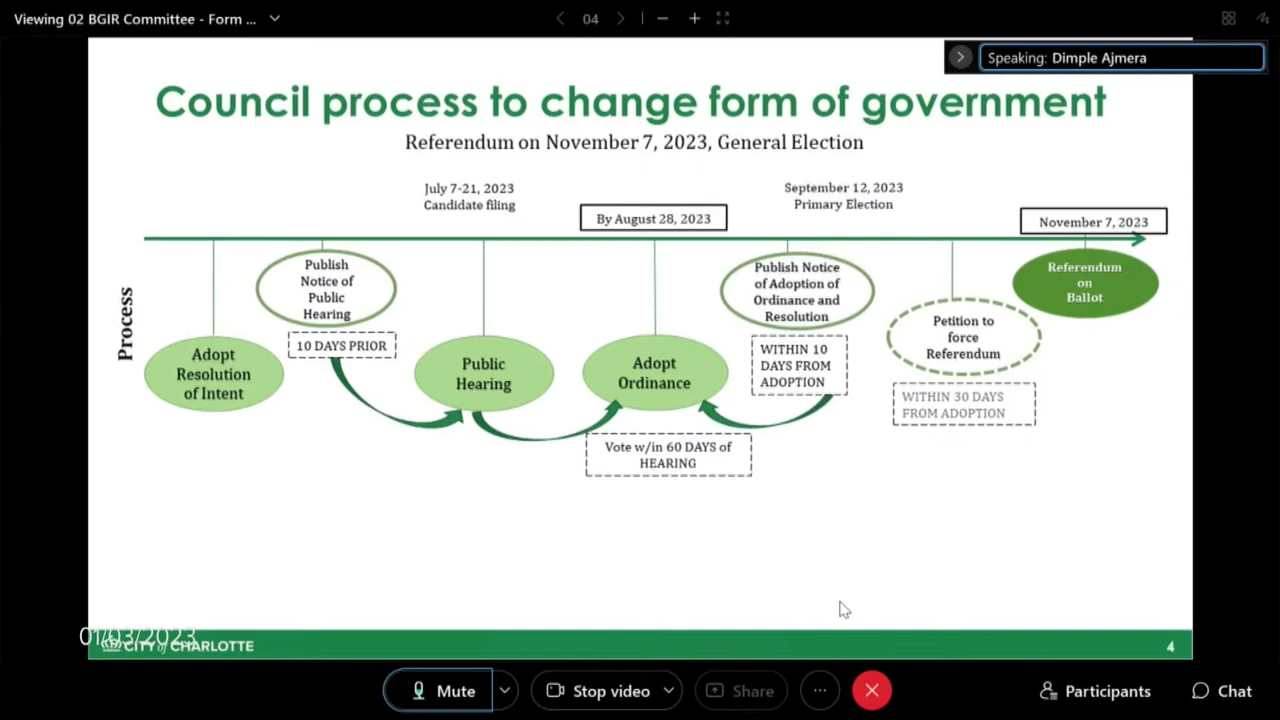 Viewing 02 BGIR Committee - Form ...
04
Speaking: Dimple Ajmera
Council process to change form of government
Referendum on November 7, 2023, General Election
July 7-21, 2023
Candidate filing
By August 28, 2023
September 12, 2023
Primary Election
November 7, 2023
Process
Adopt
Resolution
of Intent
Publish
Notice of
Public
Hearing
10 DAYS PRIOR
Public
Hearing
Adopt
Ordinance
Vote w/in 60 DAYS of
HEARING
Publish Notice
of Adoption of
Ordinance and
Resolution
WITHIN 10
DAYS FROM
ADOPTION
Petition to
force
Referendum
WITHIN 30 DAYS
FROM ADOPTION
Referendum
on
Ballot
01/03/2023
CITY of CHARLOTTE
4
Mute
Stop video
Share
...
Participants
Chat